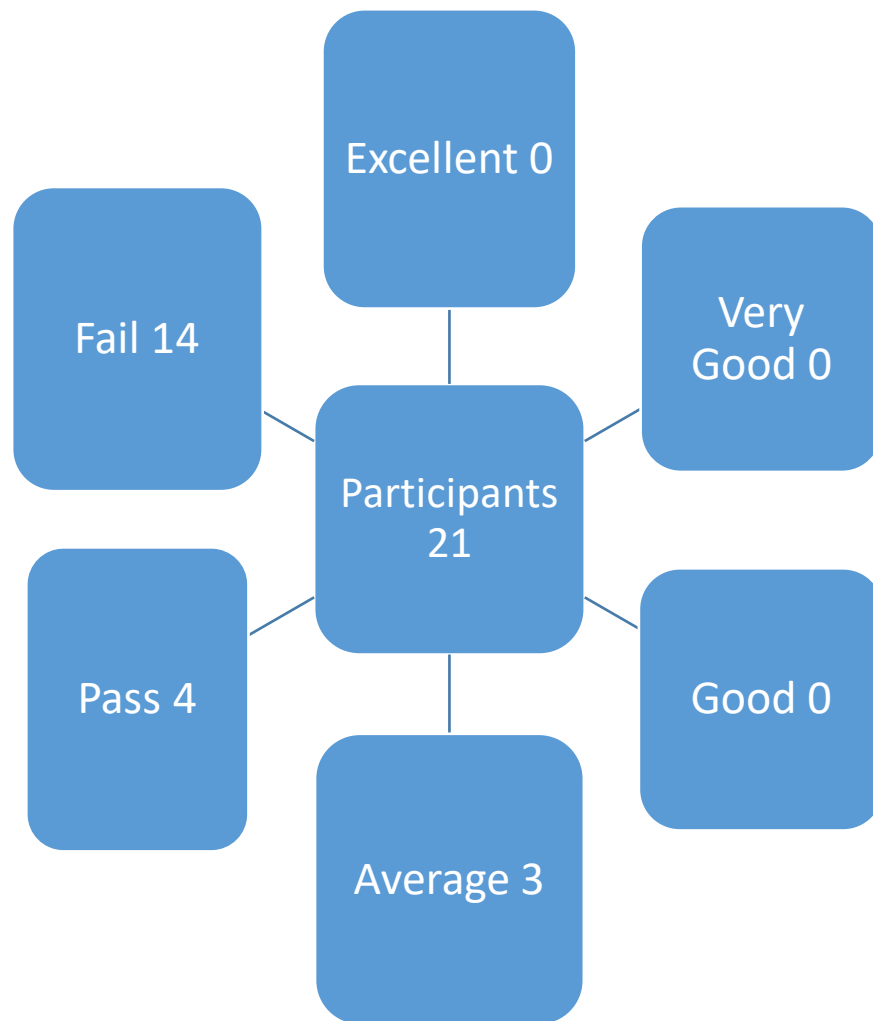 Excellent 0
Very
Good 0
Fail 14
Participants
21
Pass 4
Good 0
Average 3